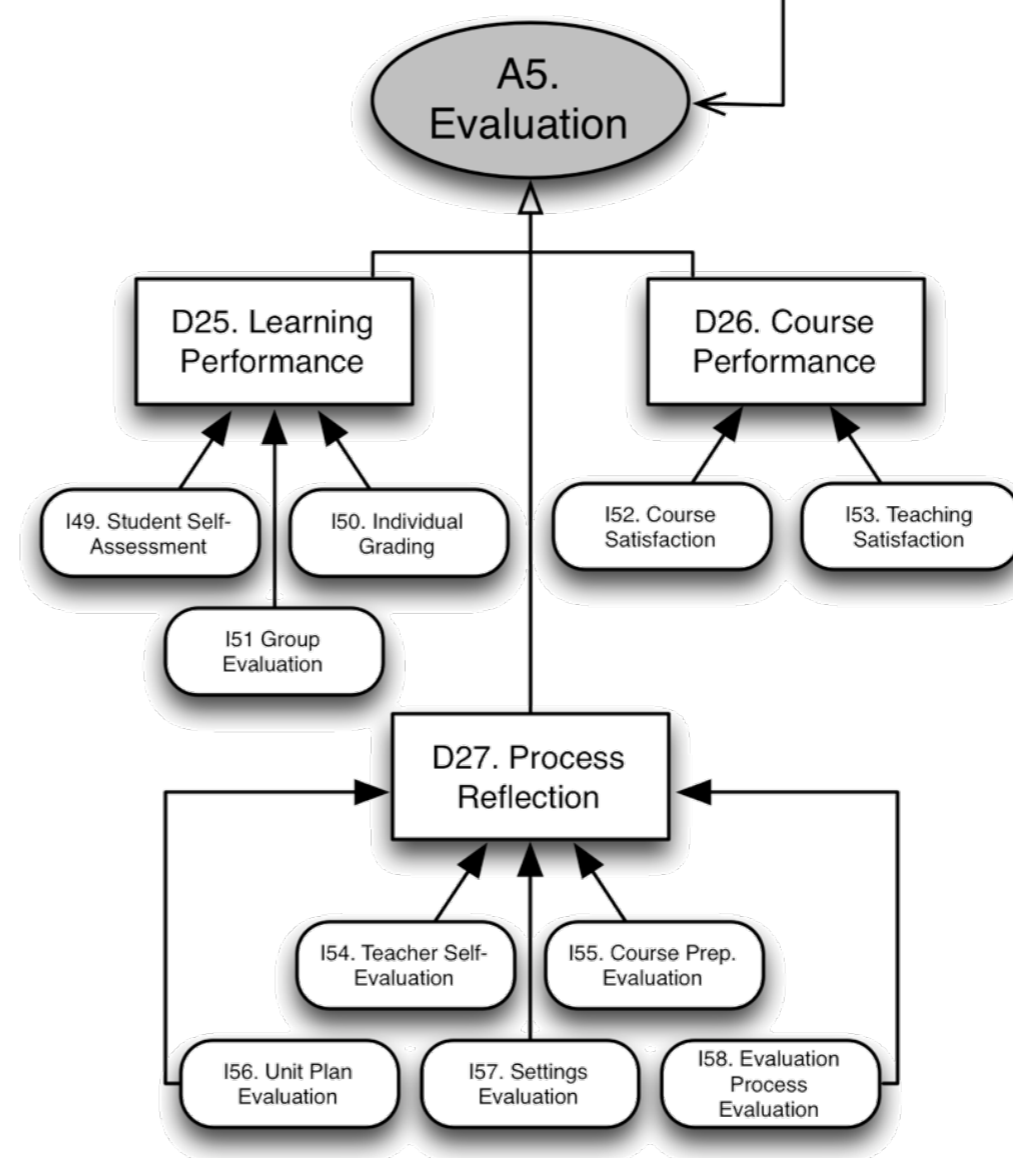 A5.
Evaluation
D25. Learning
Performance
D26. Course
Performance
I49. Student Self-
Assessment
I50. Individual
Grading
I52. Course
Satisfaction
I53. Teaching
Satisfaction
I51 Group
Evaluation
D27. Process
Reflection
I54. Teacher Self-
Evaluation
I55. Course Prep.
Evaluation
I56. Unit Plan
Evaluation
I57. Settings
Evaluation
I58. Evaluation
Process
Evaluation